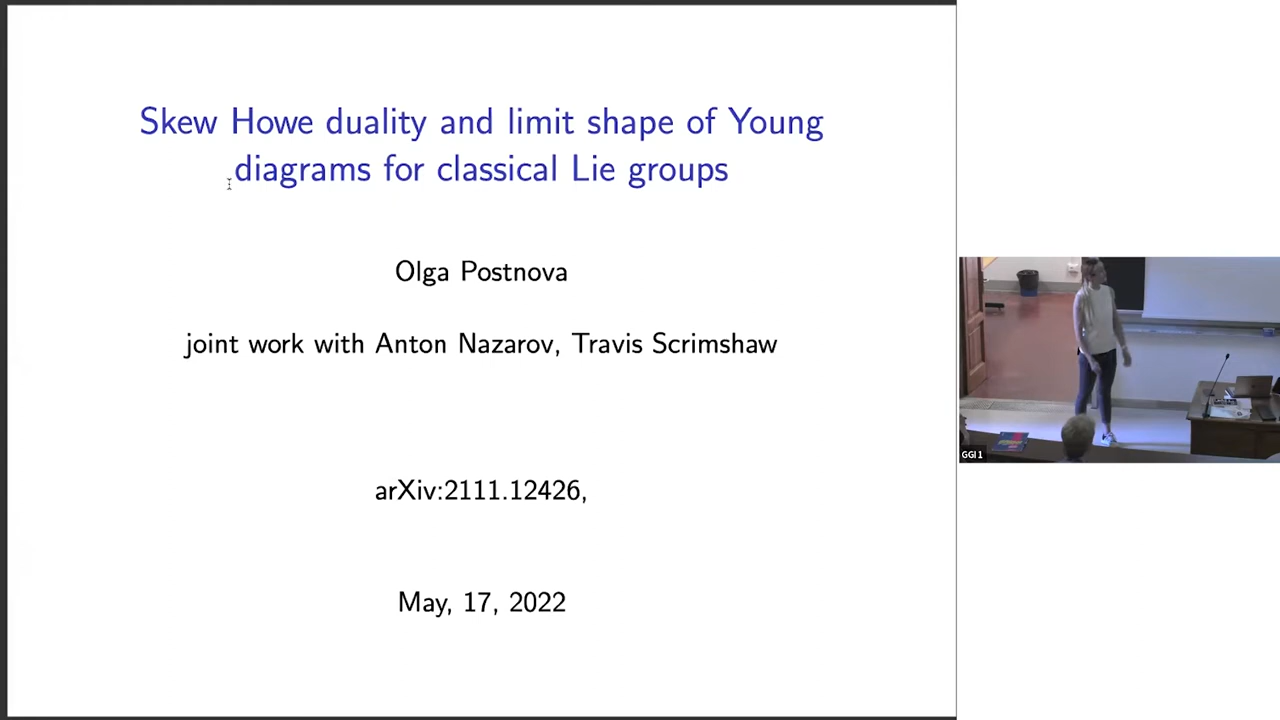 Skew Howe duality and limit shape of Young
diagrams for classical Lie groups
Olga Postnova
joint work with Anton Nazarov, Travis Scrimshaw
arXiv:2111.12426,
May, 17, 2022
GGI 1